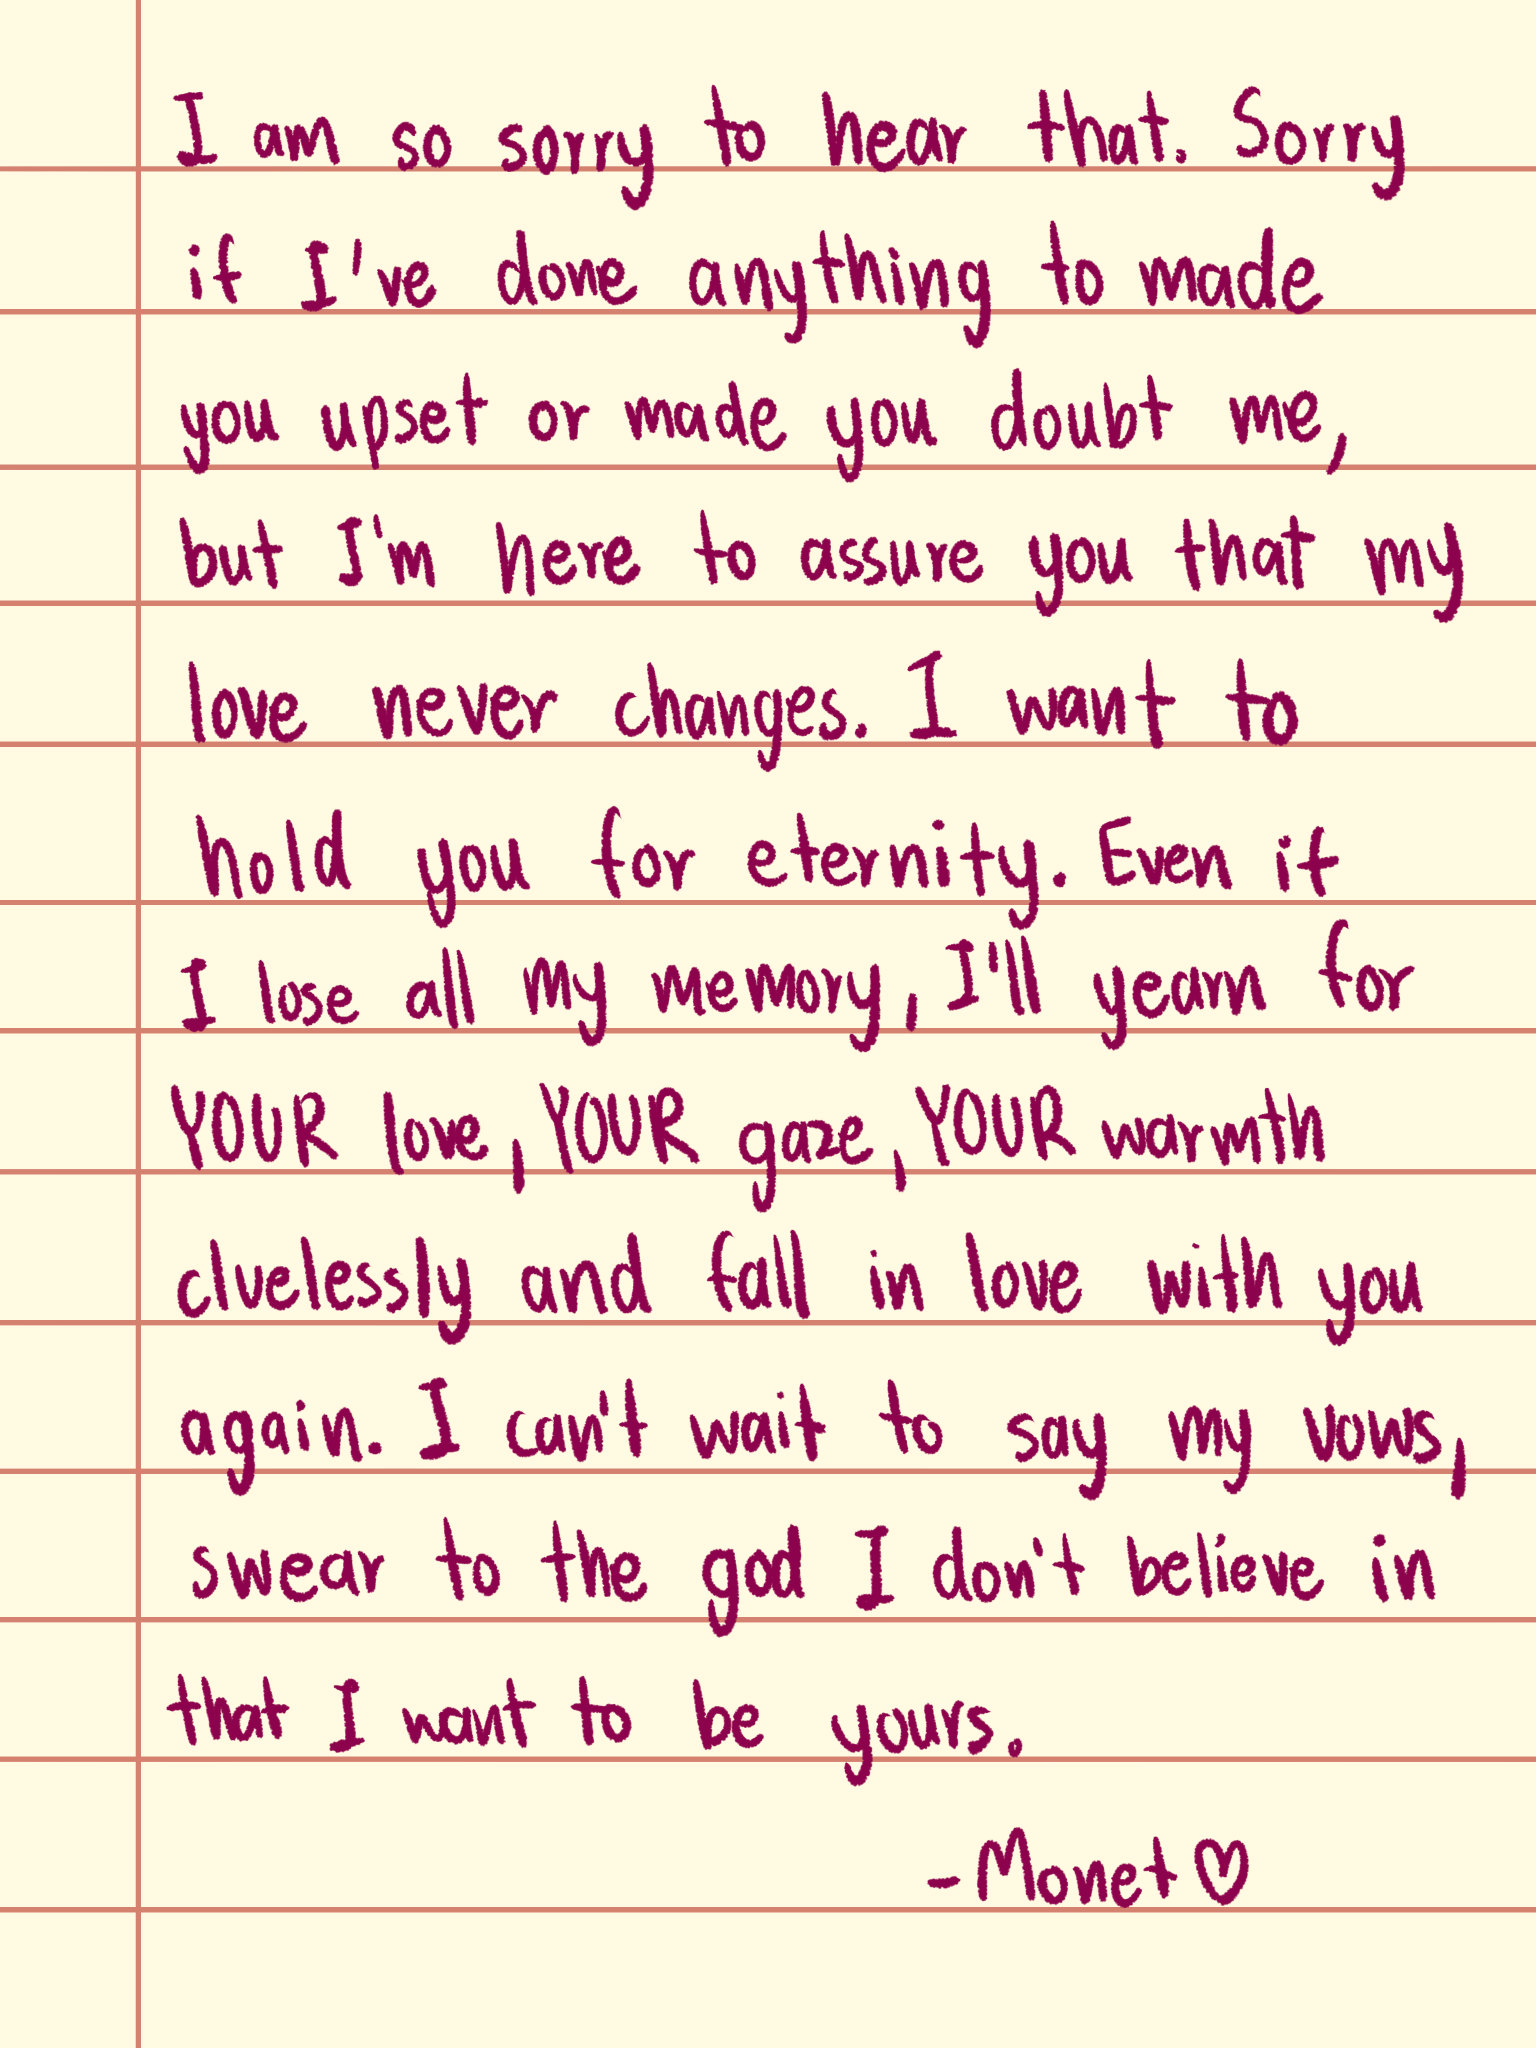 I am so sorry to hear that. Sorry
if I've done anything to made
you upset or made you doubt me,
but I'm here to assure you that my
love never changes. I want to
hold you for eternity. Even if
I lose all my memory, I'll yearn for
YOUR love, YOUR gaze, YOUR warmth
cluelessly and fall in love with you
again. I can't wait to say my vows,
swear to the god I don't believe in
that I want to be yours.
-Monet♡